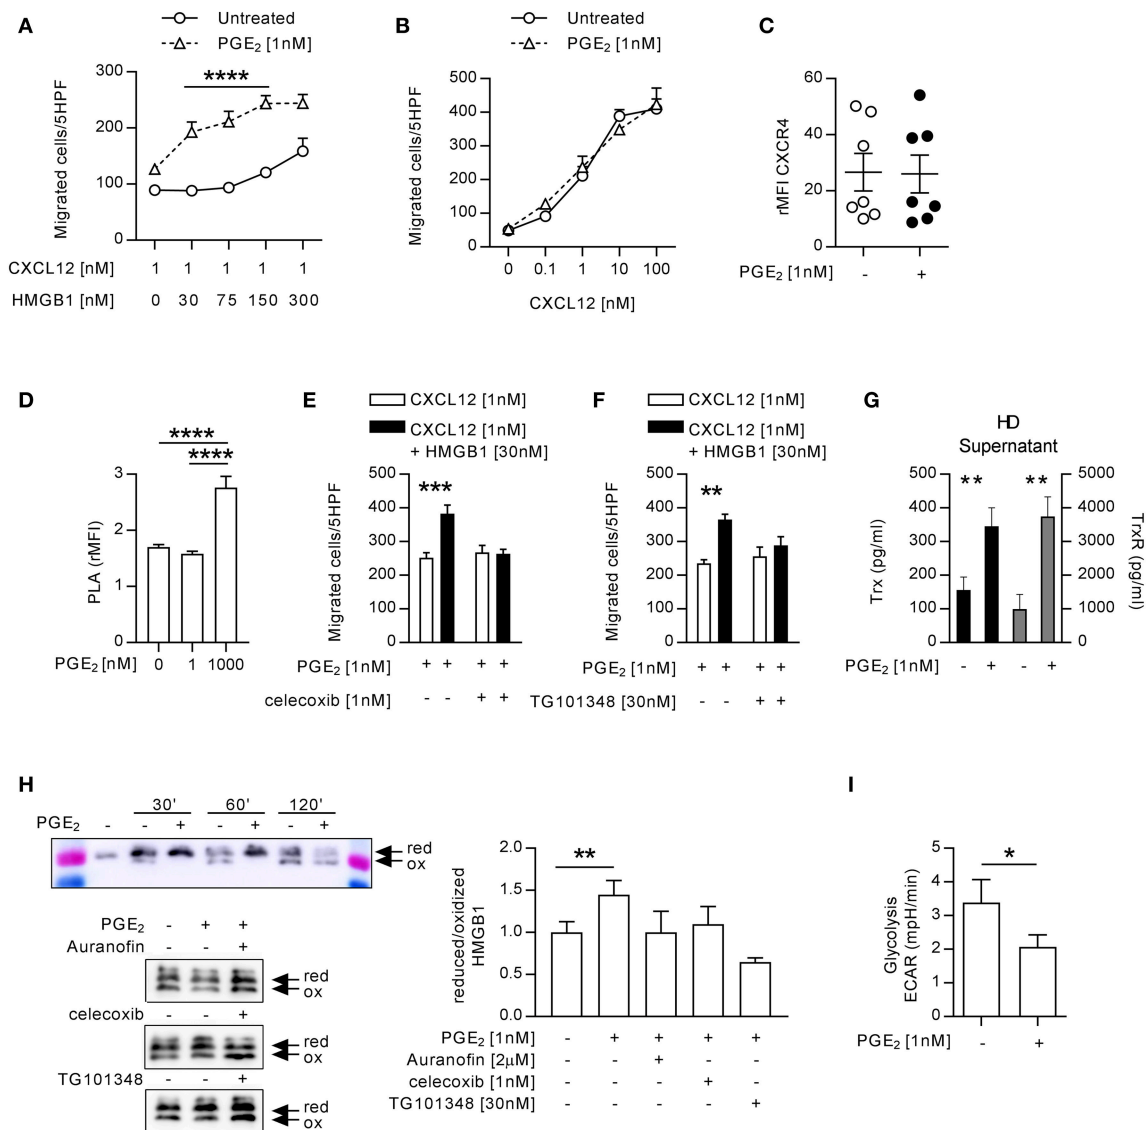 A
Untreated
PGE2 [1nM]
Migrated cells/5HPF
300
200
100
0
****
CXCL12 [nM] 1 1 1 1 1
HMGB1 [nM] 0 30 75 150 300
B
Untreated
PGE2 [1nM]
Migrated cells/5HPF
500
400
300
200
100
0
0 0.1 1 10 100
CXCL12 [nM]
C
rMFI CXCR4
60
40
20
0
PGE2 [1nM] - +
D
****
****
PLA (rMFI)
3
2
1
0
PGE2 [nM] 0 1 1000
E
CXCL12 [1nM]
CXCL12 [1nM]
+ HMGB1 [30nM]
Migrated cells/5HPF
500
400
300
200
100
0
***
PGE2 [1nM] + + + +
celecoxib [1nM] - - + +
F
CXCL12 [1nM]
CXCL12 [1nM]
+ HMGB1 [30nM]
Migrated cells/5HPF
500
400
300
200
100
0
**
PGE2 [1nM] + + + +
TG101348 [30nM] - - + +
G
HD
Supernatant
Trx (pg/ml)
500
400
300
200
100
0
** **
5000
4000
3000
2000
1000
0
TrxR (pg/ml)
PGE2 [1nM] - + - +
H
30' 60' 120'
PGE2 - - + - + - +
red
ox
PGE2 - + +
Auranofin - - +
red
ox
celecoxib - - +
red
ox
TG101348 - - +
red
ox
reduced/oxidized
HMGB1
2.0
1.5
1.0
0.5
0.0
**
PGE2 [1nM] - + + + +
Auranofin [2µM] - - + - -
celecoxib [1nM] - - - + -
TG101348 [30nM] - - - - +
I
Glycolysis
ECAR (mpH/min)
5
4
3
2
1
0
*
PGE2 [1nM] - +